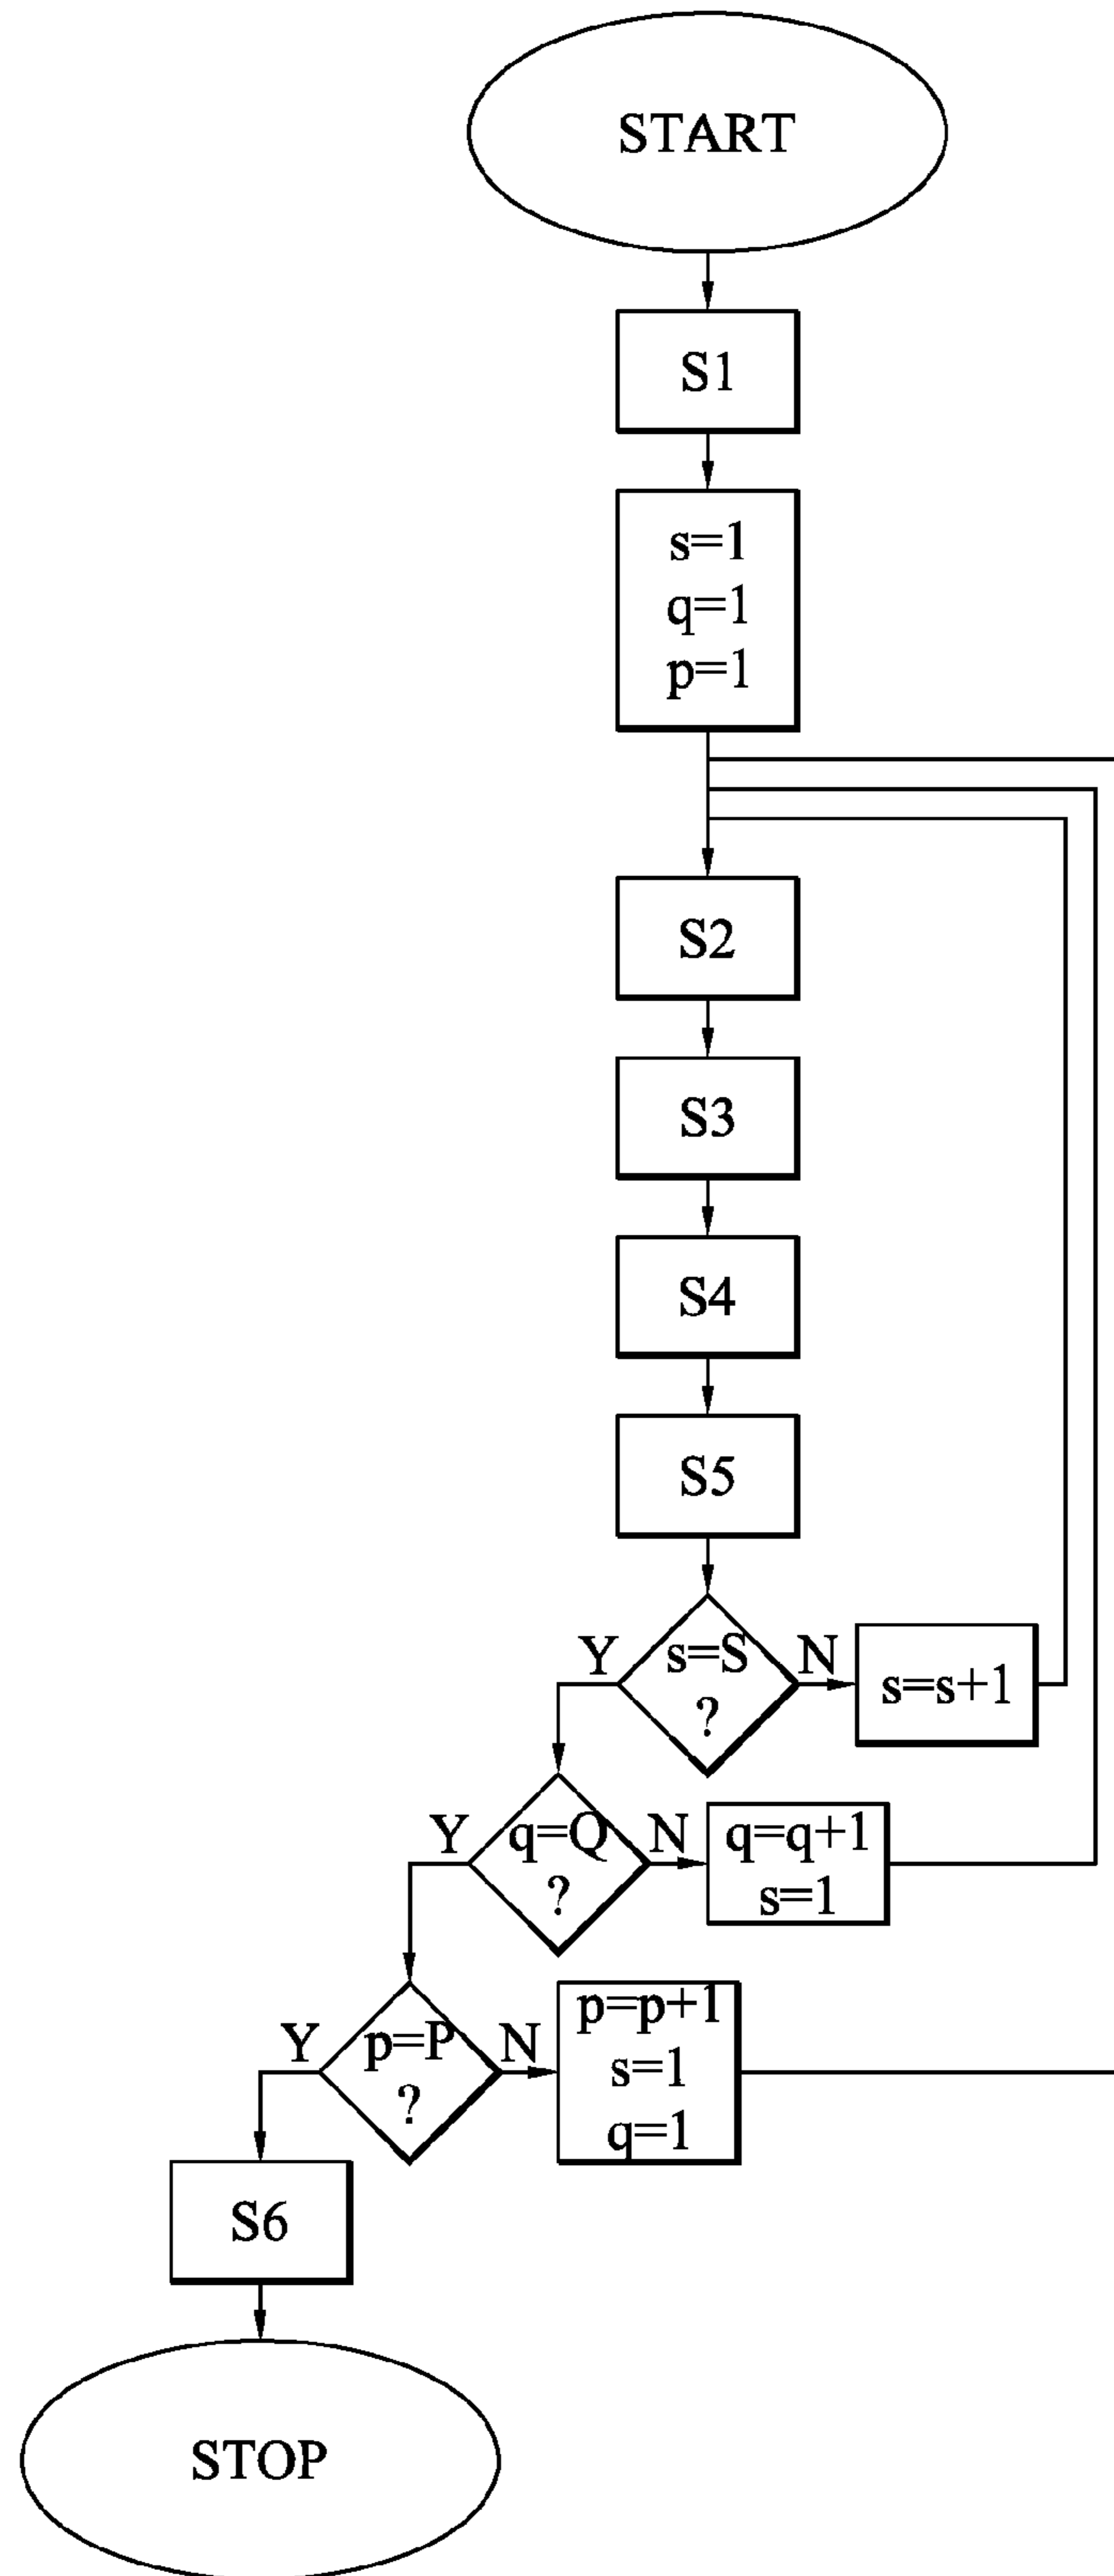 START
S1
s=1
q=1
p=1
S2
S3
S4
S5
Y
s=S
?
N
s=s+1
Y
q=Q
?
N
q=q+1
s=1
Y
p=P
?
N
p=p+1
s=1
q=1
S6
STOP